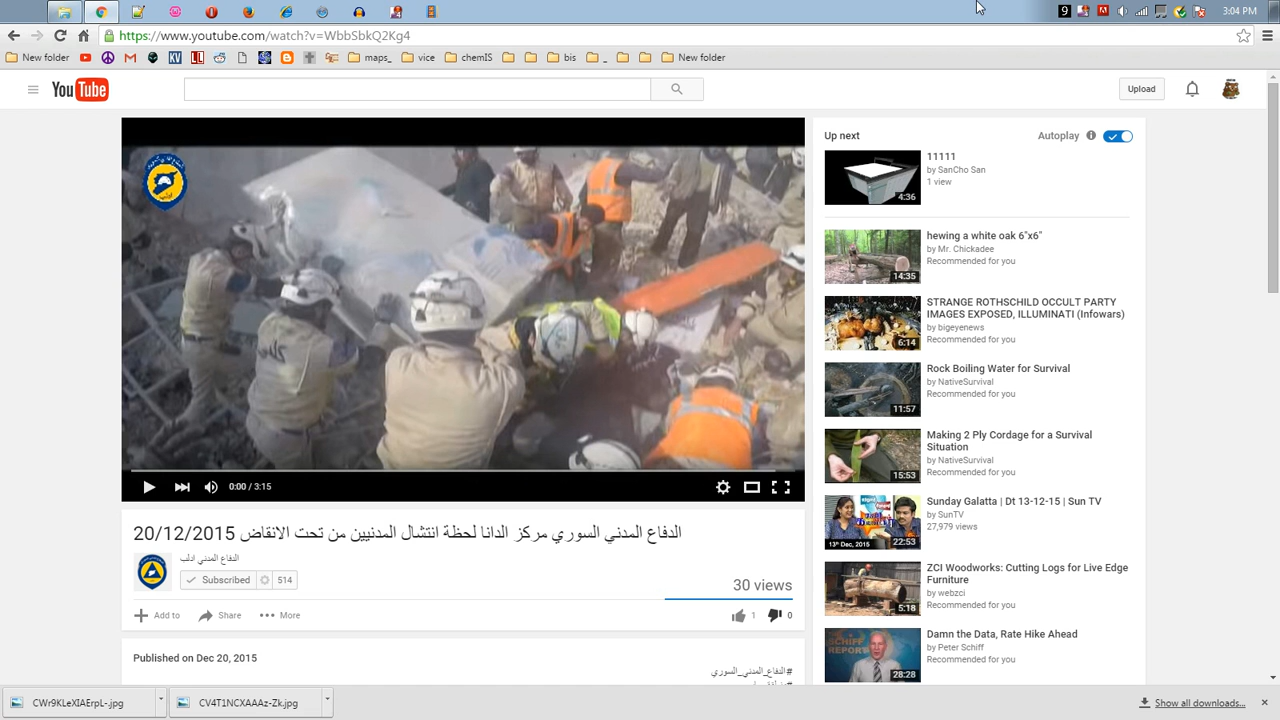 3:04 PM
https://www.youtube.com/watch?v=WbbSbkQ2Kg4
New folder
maps_
vice
chemIS
bis
_
New folder
YouTube
Upload
0:00 / 3:15
الدفاع المدني السوري مركز الدانا لحظة انتشال المدنيين من تحت الانقاض 20/12/2015
الدفاع المدني ادلب
Subscribed
514
30 views
Add to
Share
More
1
0
Published on Dec 20, 2015
#الدفاع_المدني_السوري
Up next
Autoplay
11111
by SanCho San
1 view
4:36
hewing a white oak 6"x6"
by Mr. Chickadee
Recommended for you
14:35
STRANGE ROTHSCHILD OCCULT PARTY
IMAGES EXPOSED, ILLUMINATI (Infowars)
by bigeyenews
Recommended for you
6:14
Rock Boiling Water for Survival
by NativeSurvival
Recommended for you
11:57
Making 2 Ply Cordage for a Survival
Situation
by NativeSurvival
Recommended for you
15:53
Sunday Galatta | Dt 13-12-15 | Sun TV
by SunTV
27,979 views
13th Dec, 2015
22:53
ZCI Woodworks: Cutting Logs for Live Edge
Furniture
by webzci
Recommended for you
5:18
Damn the Data, Rate Hike Ahead
by Peter Schiff
Recommended for you
SCHIFF
REPORT
28:28
CWr9KLeXIAErpL-.jpg
CV4T1NCXAAAz-Zk.jpg
Show all downloads...